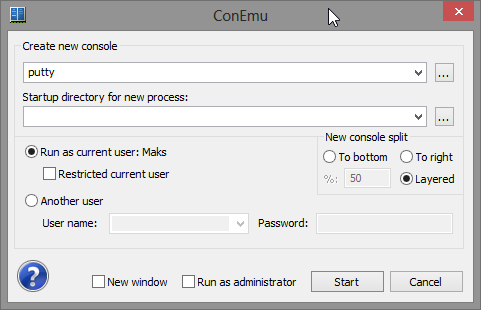 ConEmu
Create new console
putty
...
Startup directory for new process:
...
Run as current user: Maks
Restricted current user
New console split
To bottom To right
%: 50 Layered
Another user
User name: Password:
? New window Run as administrator Start Cancel